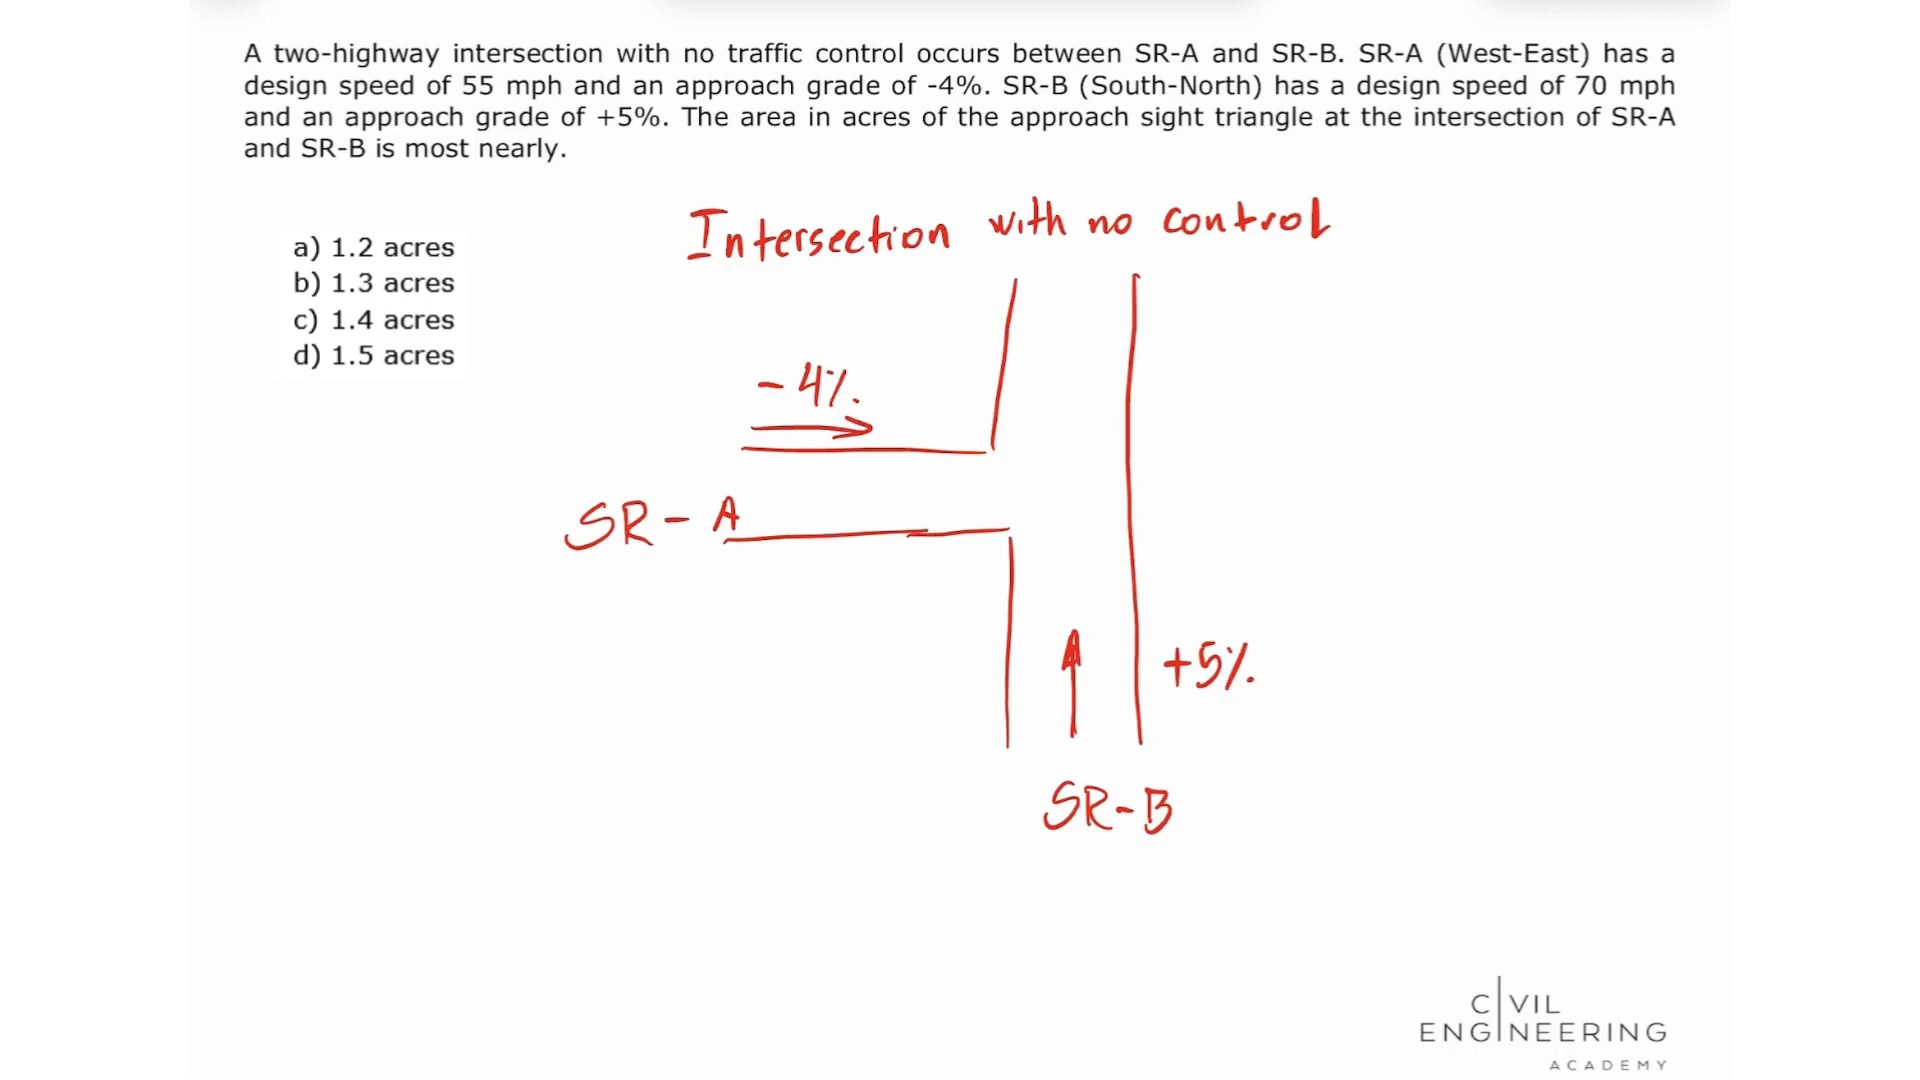 A two-highway intersection with no traffic control occurs between SR-A and SR-B. SR-A (West-East) has a
design speed of 55 mph and an approach grade of -4%. SR-B (South-North) has a design speed of 70 mph
and an approach grade of +5%. The area in acres of the approach sight triangle at the intersection of SR-A
and SR-B is most nearly.
Intersection with no control
a) 1.2 acres
b) 1.3 acres
c) 1.4 acres
d) 1.5 acres
- 4%.
SR- A
+5%.
SR-B
CIVIL
ENGINEERING
ACADEMY